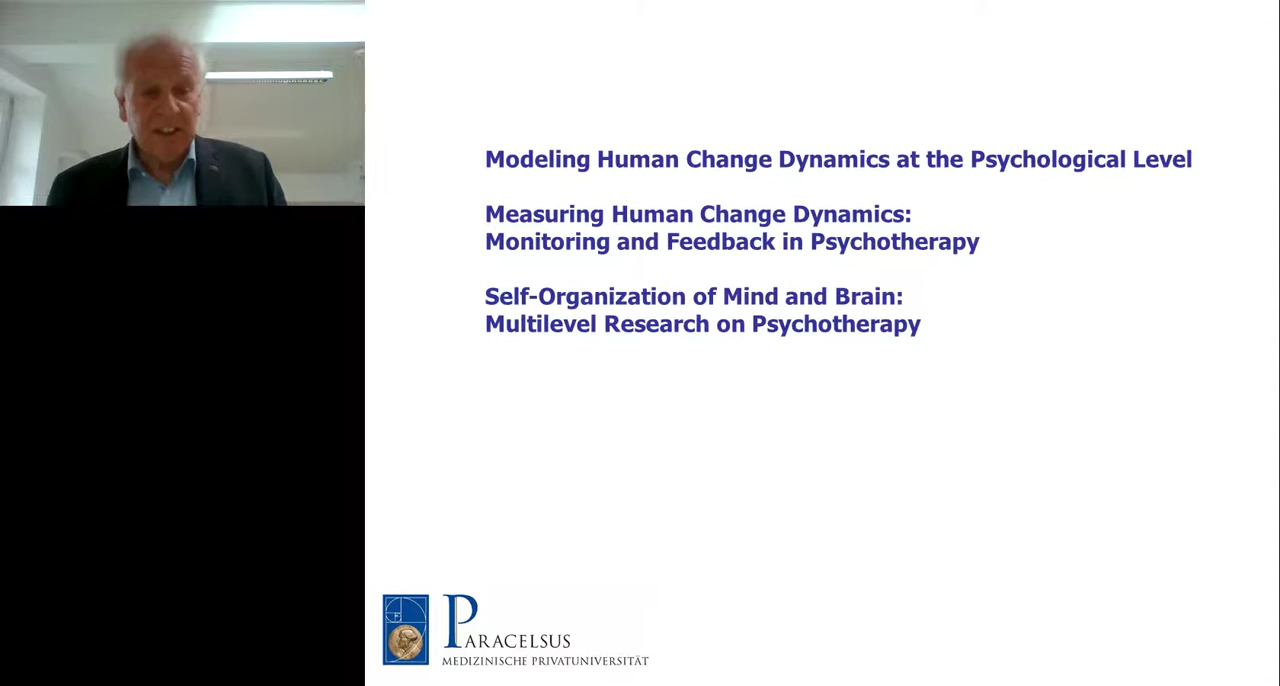 Modeling Human Change Dynamics at the Psychological Level
Measuring Human Change Dynamics:
Monitoring and Feedback in Psychotherapy
Self-Organization of Mind and Brain:
Multilevel Research on Psychotherapy
PARACELSUS
MEDIZINISCHE PRIVATUNIVERSITÄT